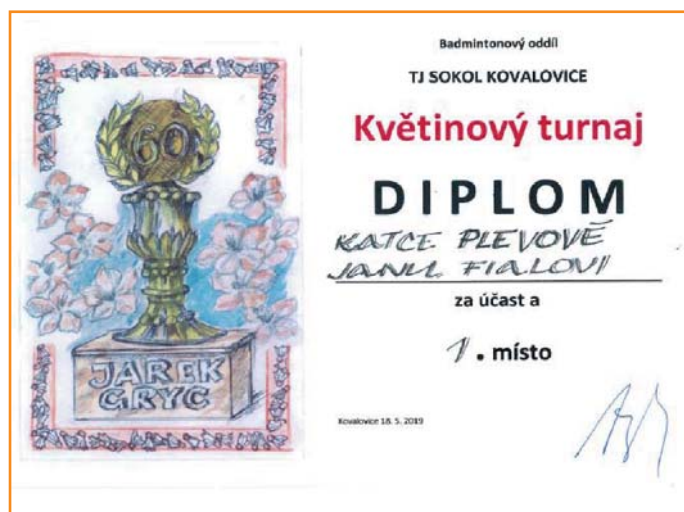 60
JAREK
GRYC
Badmintonový oddíl
TJ SOKOL KOVALOVICE
Květinový turnaj
DIPLOM
KATCE PLEVOVĚ
JANU FIALOVI
za účast a
1. místo
Kovalovice 18. 5. 2019